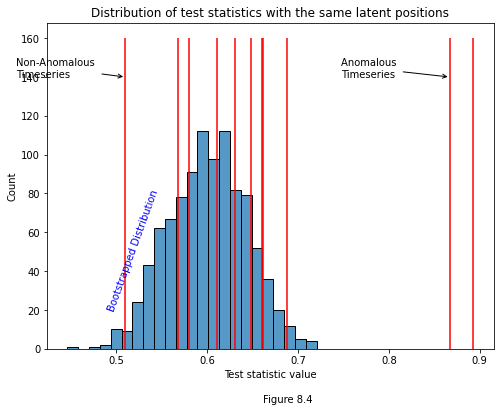 Distribution of test statistics with the same latent positions
160
Non-Anomalous
Timeseries
Anomalous
Timeseries
140
120
100
80
60
40
20
0
Count
Bootstrapped Distribution
0.5
0.6
0.7
0.8
0.9
Test statistic value
Figure 8.4